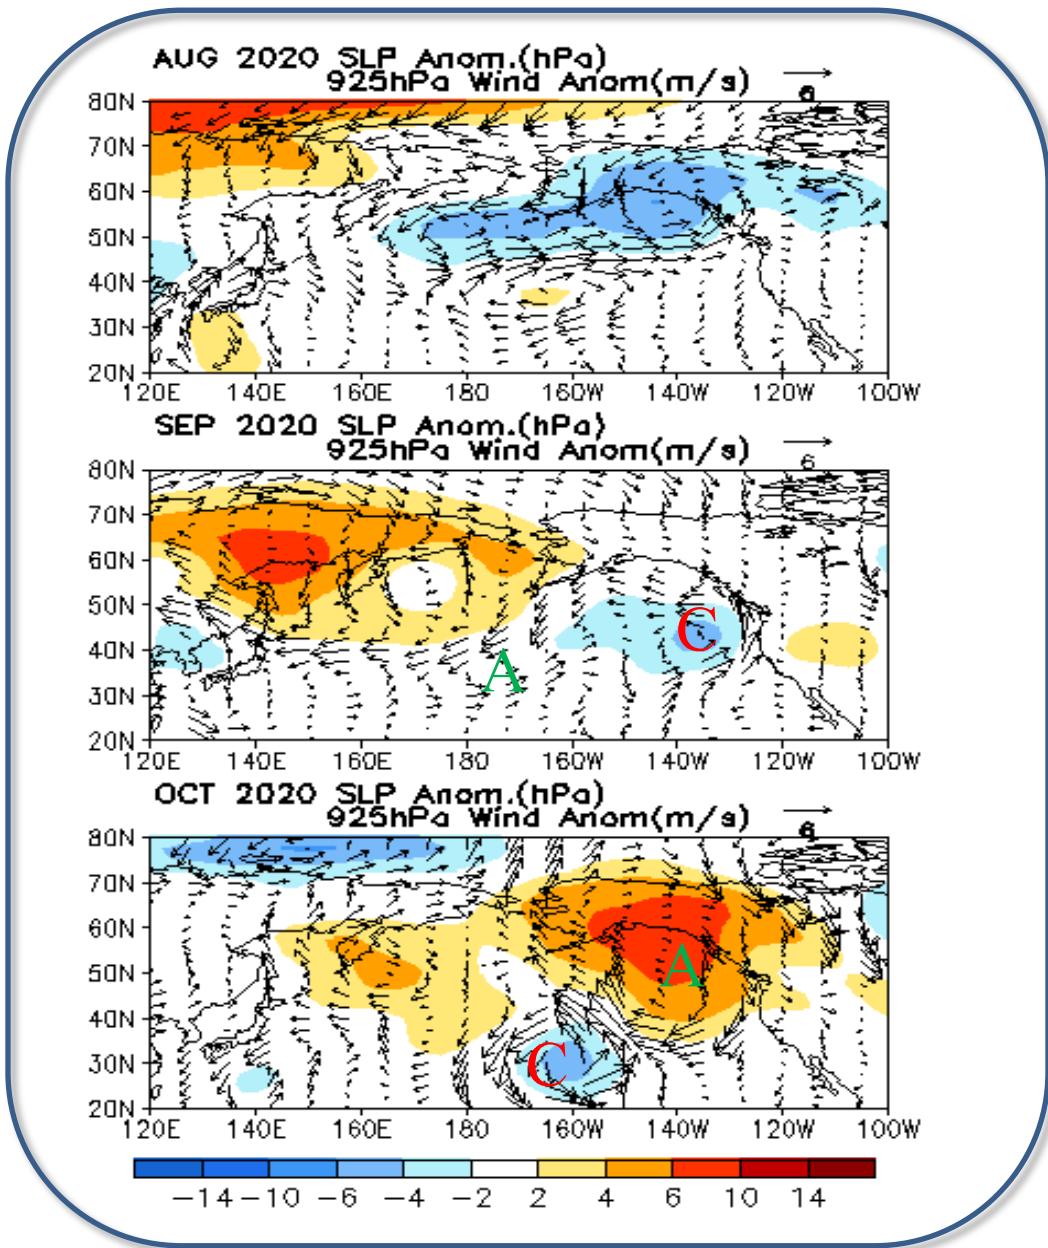 AUG 2020 SLP Anom.(hPa)
925hPa Wind Anom(m/s)
6
80N
70N
60N
50N
40N
30N
20N
120E 140E 160E 180 160W 140W 120W 100W
SEP 2020 SLP Anom.(hPa)
925hPa Wind Anom(m/s)
6
80N
70N
60N
50N
C
40N
A
30N
20N
120E 140E 160E 180 160W 140W 120W 100W
OCT 2020 SLP Anom.(hPa)
925hPa Wind Anom(m/s)
6
80N
70N
60N
A
50N
40N
C
30N
20N
120E 140E 160E 180 160W 140W 120W 100W
−14 −10 −6 −4 −2 2 4 6 10 14